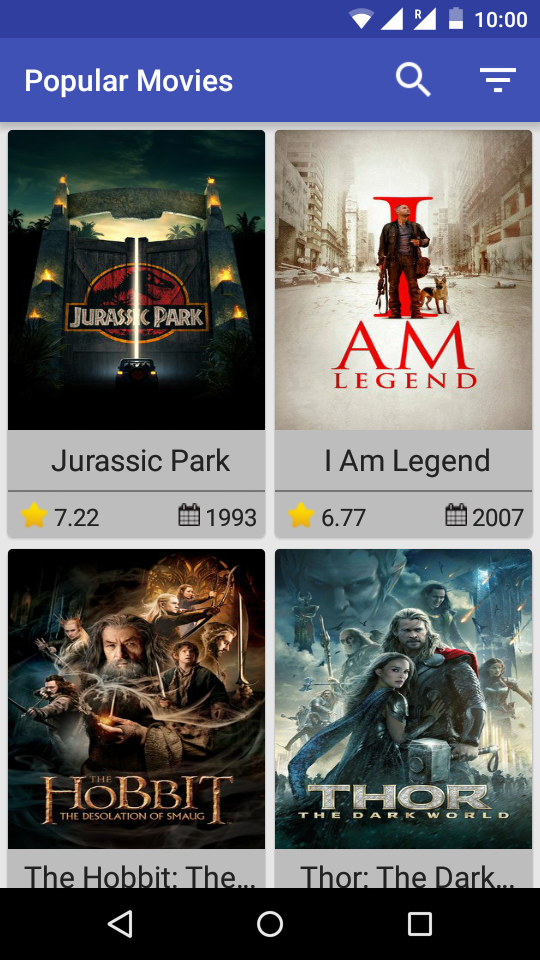 R 10:00
Popular Movies
JURASSIC PARK
I
AM
LEGEND
Jurassic Park
I Am Legend
7.22
1993
6.77
2007
THE
HOBBIT
THE DESOLATION OF SMAUG
THOR
THE DARK WORLD
The Hobbit: The...
Thor: The Dark...